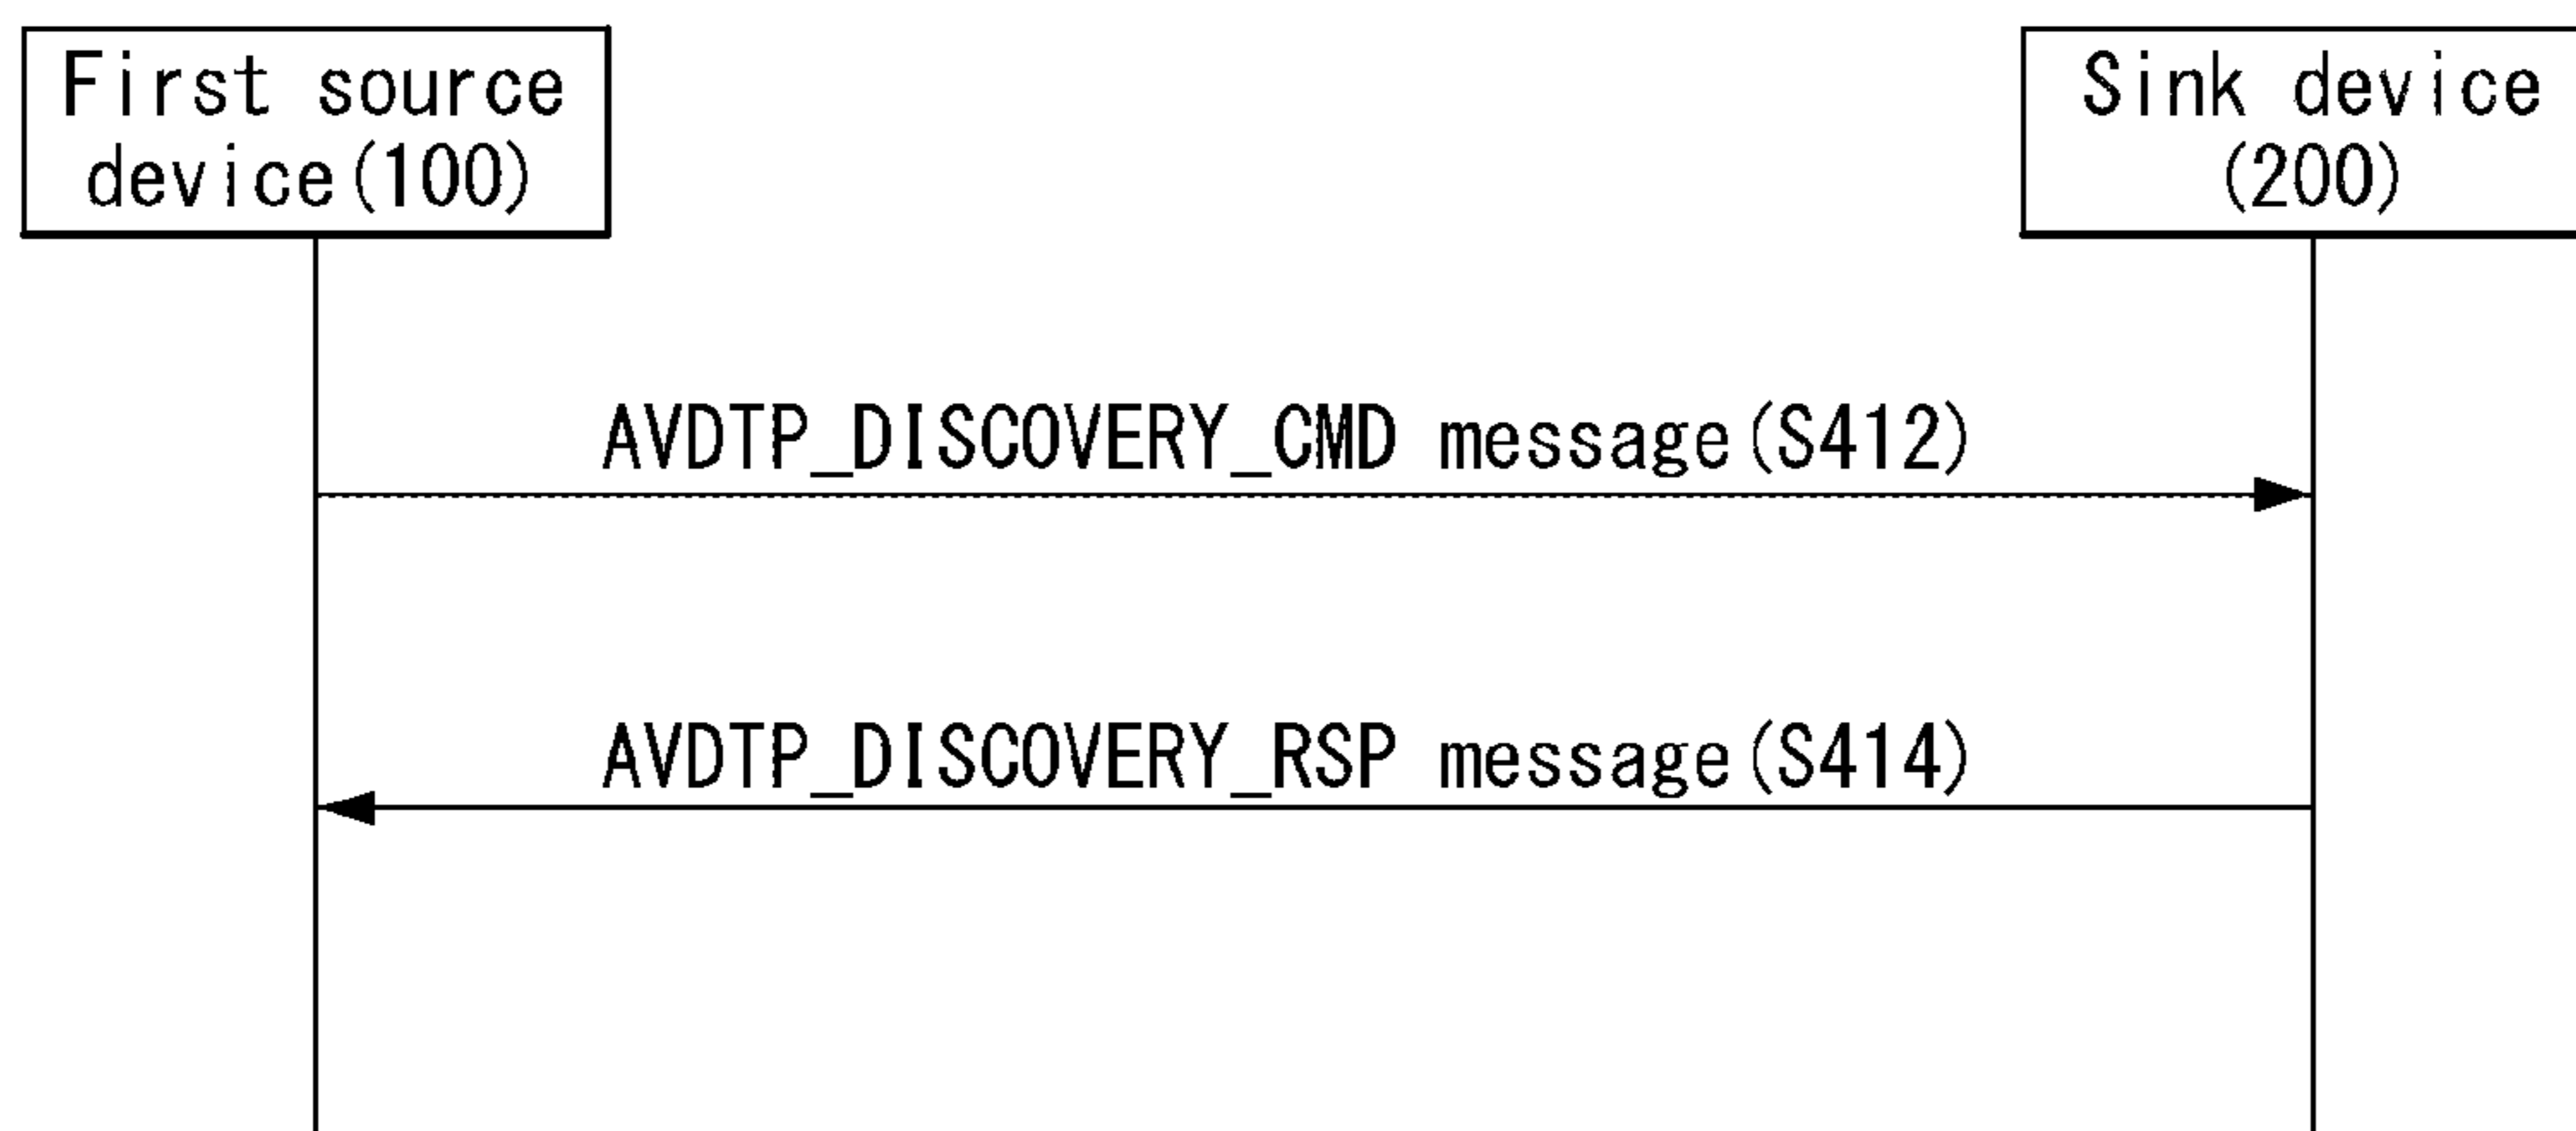 First source
device(100)
Sink device
(200)
AVDTP_DISCOVERY_CMD message(S412)
AVDTP_DISCOVERY_RSP message(S414)